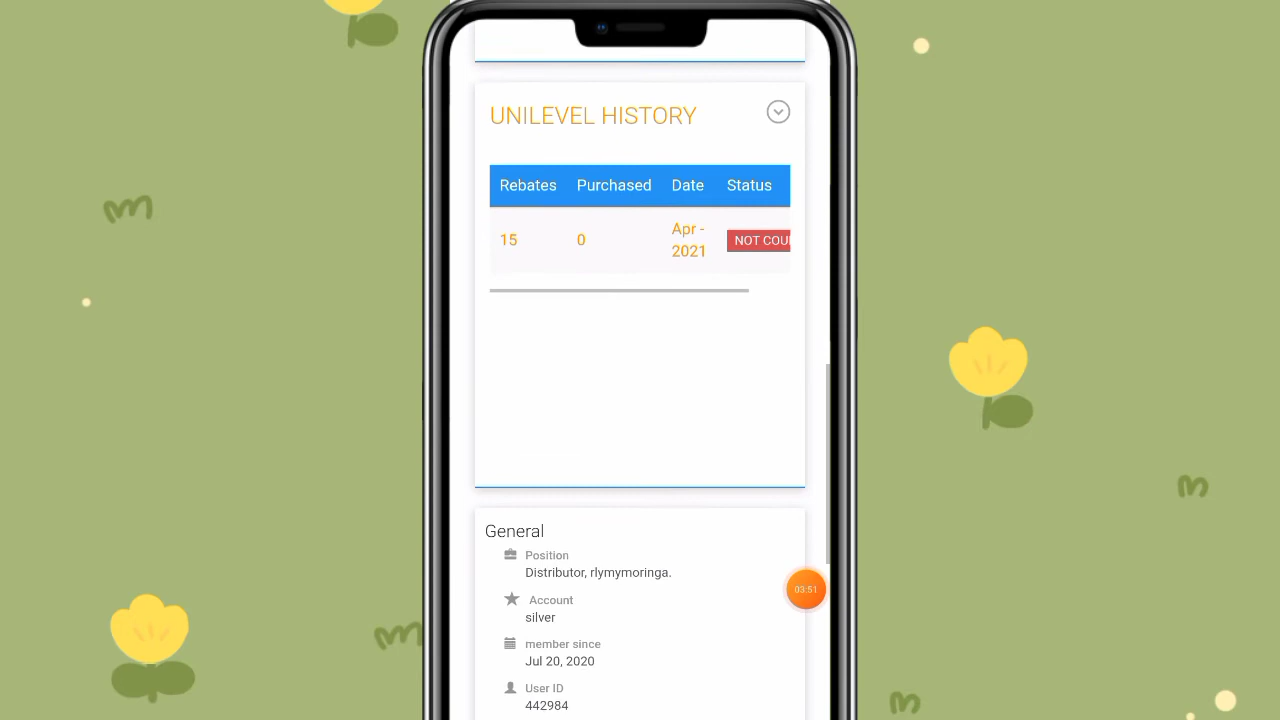 UNILEVEL HISTORY
Rebates Purchased Date Status
15 0 Apr - 2021 NOT COU
General
Position
Distributor, rlymymoringa.
Account
silver
member since
Jul 20, 2020
User ID
442984
03:51